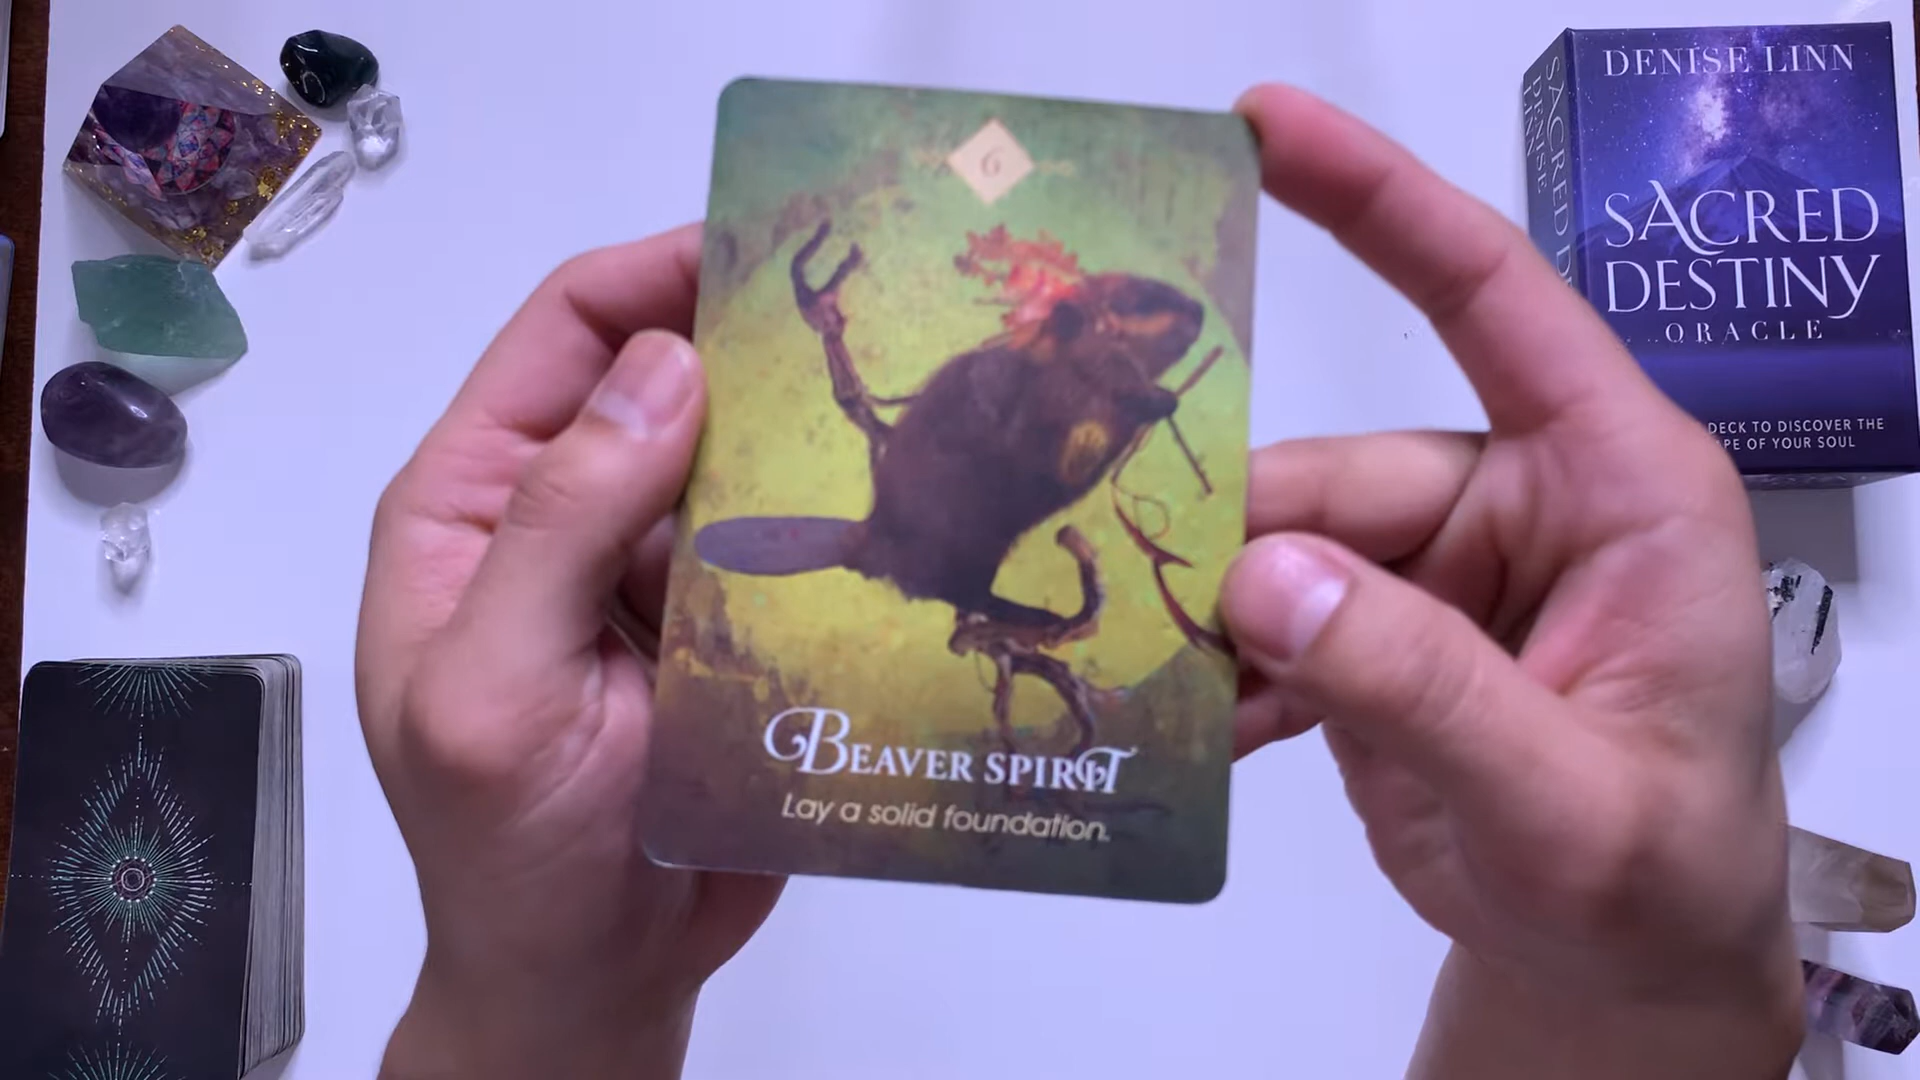 6
BEAVER SPIRIT
Lay a solid foundation.
DENISE LINN
SACRED
DESTINY
ORACLE
DECK TO DISCOVER THE
APE OF YOUR SOUL
DENISE LINN
SACRED D